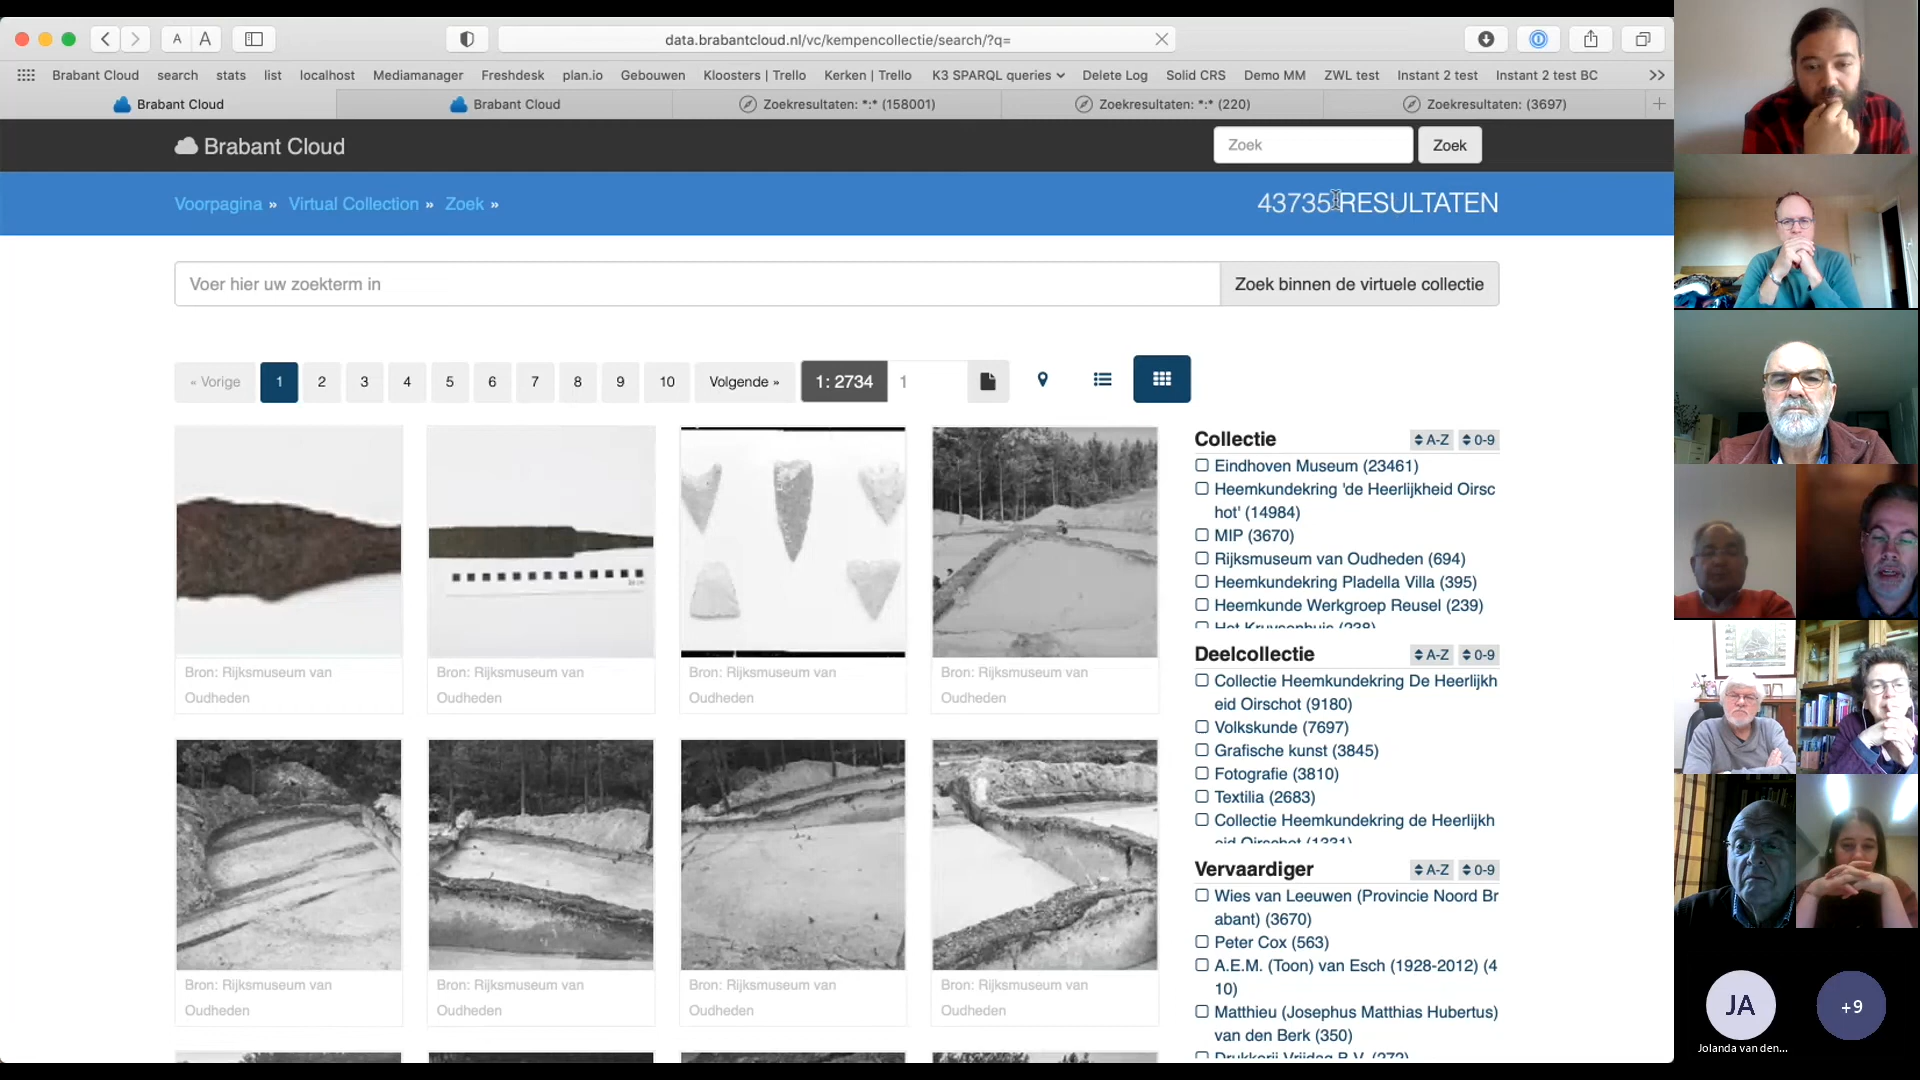 data.brabantcloud.nl/vc/kempencollectie/search/?q=
A A
Brabant Cloud search stats list localhost Mediamanager Freshdesk plan.io Gebouwen Kloosters | Trello Kerken | Trello K3 SPARQL queries Delete Log Solid CRS Demo MM ZWL test Instant 2 test Instant 2 test BC
Brabant Cloud Brabant Cloud Zoekresultaten: *:* (158001) Zoekresultaten: *:* (220) Zoekresultaten: (3697)
Brabant Cloud Zoek Zoek
Voorpagina » Virtual Collection » Zoek » 43735 RESULTATEN
Voer hier uw zoekterm in Zoek binnen de virtuele collectie
« Vorige 1 2 3 4 5 6 7 8 9 10 Volgende » 1: 2734 1
Bron: Rijksmuseum van
Oudheden
Bron: Rijksmuseum van
Oudheden
Bron: Rijksmuseum van
Oudheden
Bron: Rijksmuseum van
Oudheden
Bron: Rijksmuseum van
Oudheden
Bron: Rijksmuseum van
Oudheden
Bron: Rijksmuseum van
Oudheden
Bron: Rijksmuseum van
Oudheden
Collectie A-Z 0-9
Eindhoven Museum (23461)
Heemkundekring 'de Heerlijkheid Oirsc
hot' (14984)
MIP (3670)
Rijksmuseum van Oudheden (694)
Heemkundekring Pladella Villa (395)
Heemkunde Werkgroep Reusel (239)
Het Kruysenhuis (238)
Deelcollectie A-Z 0-9
Collectie Heemkundekring De Heerlijkh
eid Oirschot (9180)
Volkskunde (7697)
Grafische kunst (3845)
Fotografie (3810)
Textilia (2683)
Collectie Heemkundekring de Heerlijkh
eid Oirschot (1331)
Vervaardiger A-Z 0-9
Wies van Leeuwen (Provincie Noord Br
abant) (3670)
Peter Cox (563)
A.E.M. (Toon) van Esch (1928-2012) (4
10)
Matthieu (Josephus Matthias Hubertus)
van den Berk (350)
Drukkerij Vrijdag B.V. (272)
JA +9
Jolanda van den...